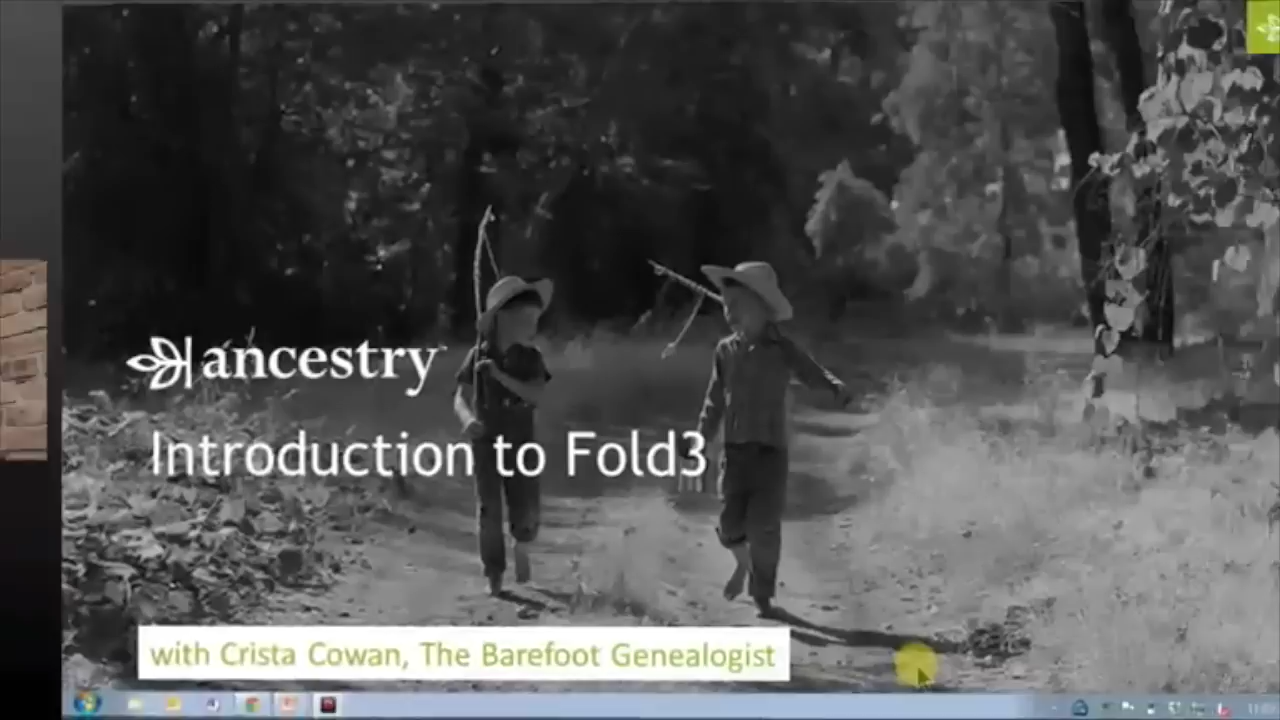 ancestry
Introduction to Fold3
with Crista Cowan, The Barefoot Genealogist